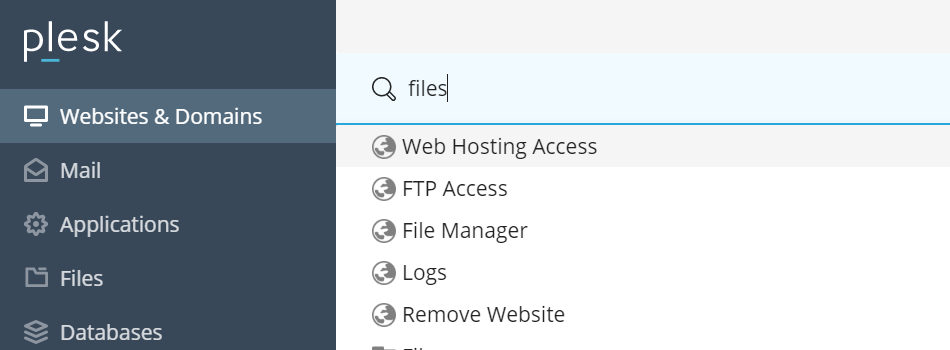 plesk
Websites & Domains
Mail
Applications
Files
Databases
files
Web Hosting Access
FTP Access
File Manager
Logs
Remove Website